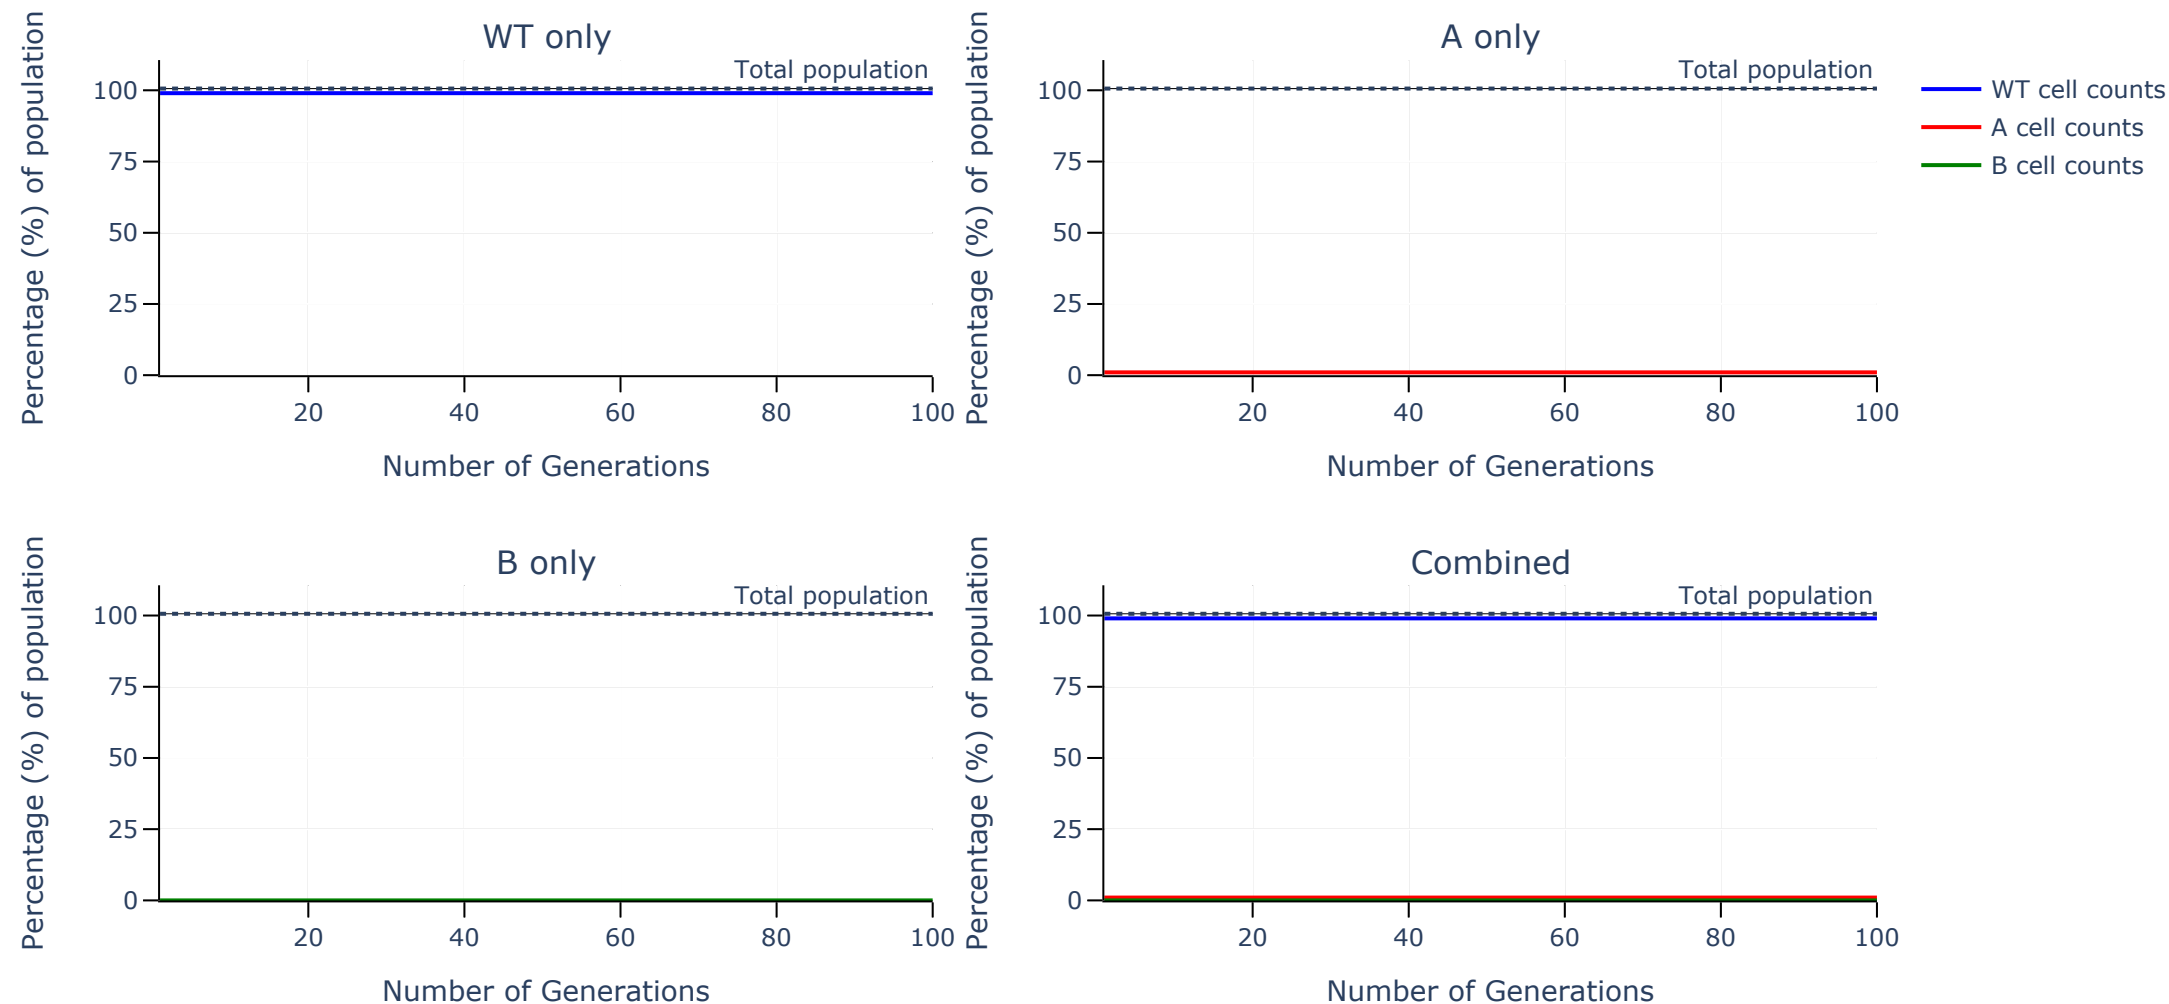 WT only
Total population
Percentage (%) of population
100
75
50
25
0
20 40 60 80 100
Number of Generations
A only
Total population
Percentage (%) of population
100
75
50
25
0
20 40 60 80 100
Number of Generations
WT cell counts
A cell counts
B cell counts
B only
Total population
Percentage (%) of population
100
75
50
25
0
20 40 60 80 100
Number of Generations
Combined
Total population
Percentage (%) of population
100
75
50
25
0
20 40 60 80 100
Number of Generations